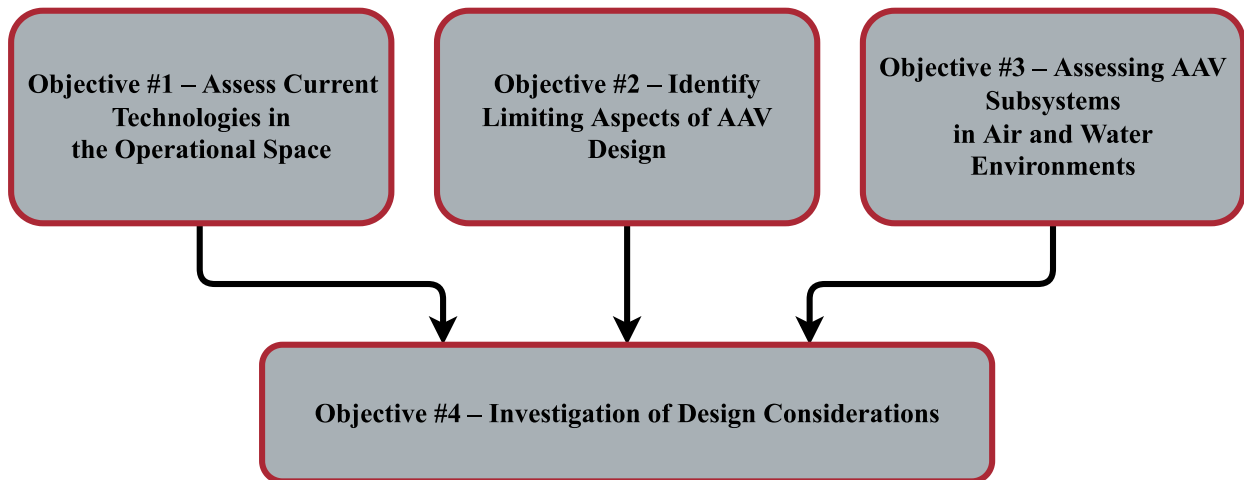 Objective #1 – Assess Current
Technologies in
the Operational Space
Objective #2 – Identify
Limiting Aspects of AAV
Design
Objective #3 – Assessing AAV
Subsystems
in Air and Water
Environments
Objective #4 – Investigation of Design Considerations